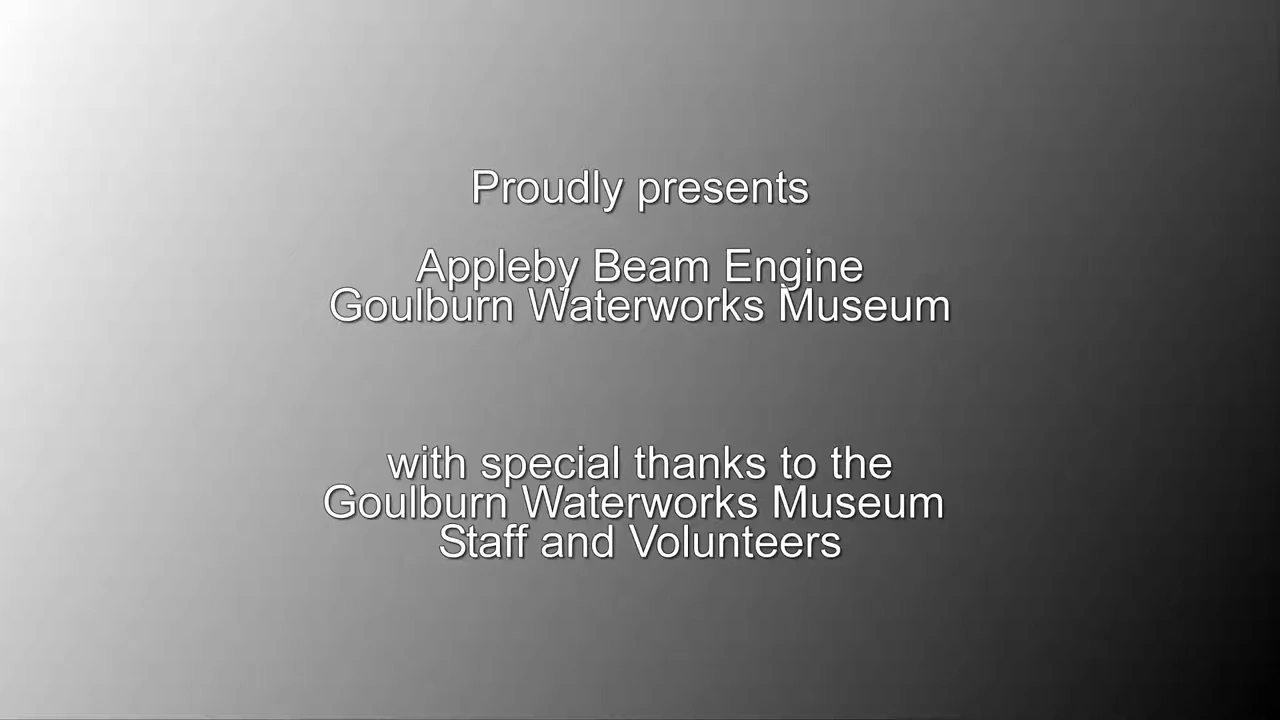 Proudly presents
Appleby Beam Engine
Goulburn Waterworks Museum
with special thanks to the
Goulburn Waterworks Museum
Staff and Volunteers